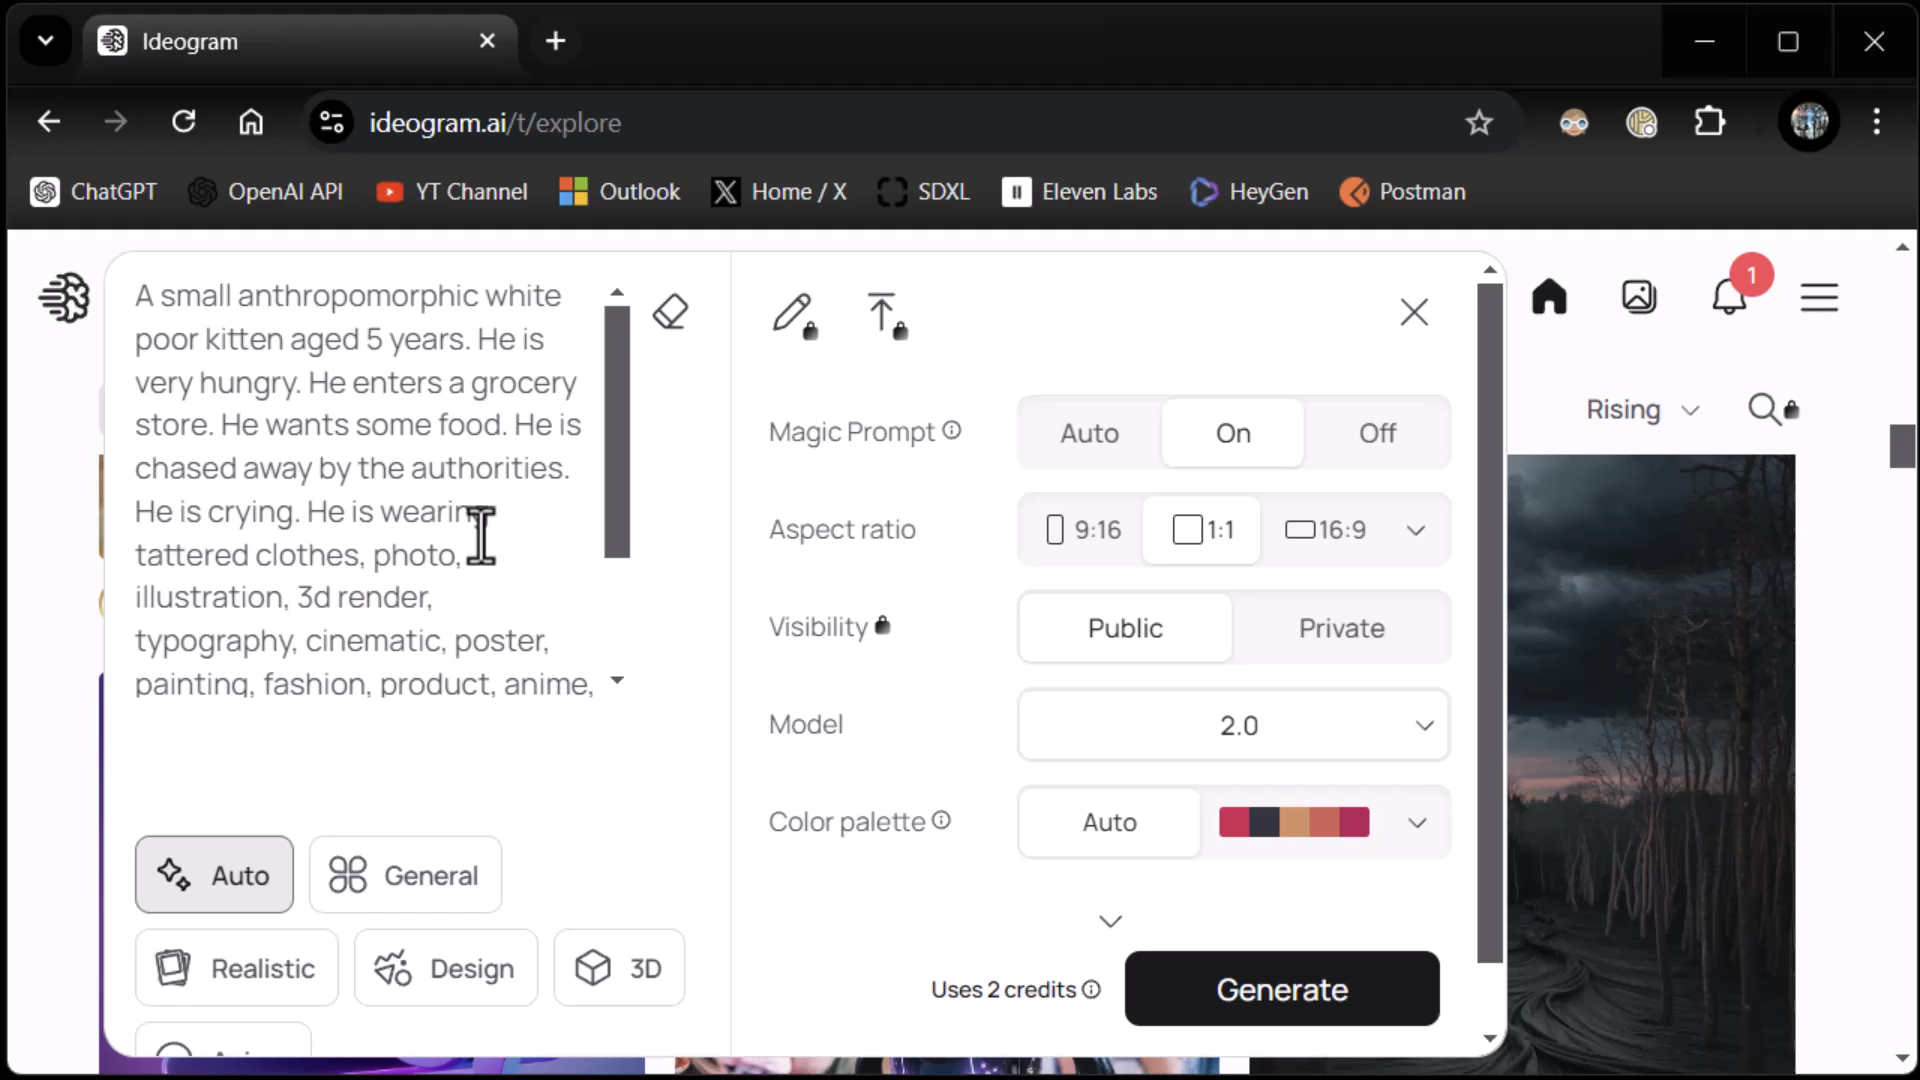 Ideogram
ideogram.ai/t/explore
ChatGPT OpenAI API YT Channel Outlook Home / X SDXL Eleven Labs HeyGen Postman
A small anthropomorphic white
poor kitten aged 5 years. He is
very hungry. He enters a grocery
store. He wants some food. He is
chased away by the authorities.
He is crying. He is wearing
tattered clothes, photo,
illustration, 3d render,
typography, cinematic, poster,
painting, fashion, product, anime,
Auto General
Realistic Design 3D
Magic Prompt Auto On Off
Aspect ratio 9:16 1:1 16:9
Visibility Public Private
Model 2.0
Color palette Auto
Uses 2 credits Generate
1
Rising